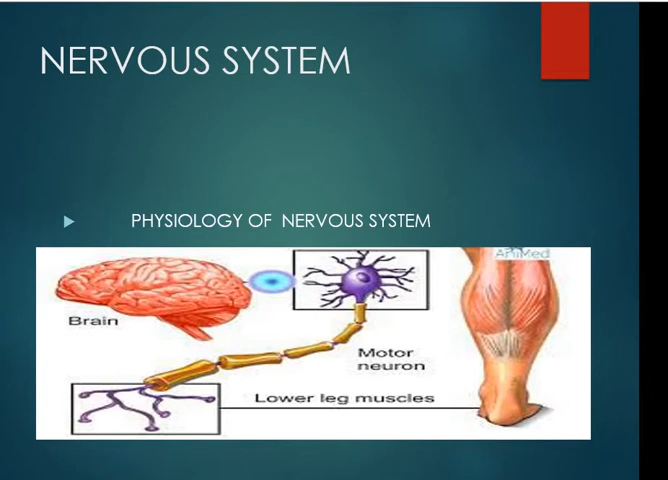 NERVOUS SYSTEM
PHYSIOLOGY OF NERVOUS SYSTEM
AniMed
Brain
Motor
neuron
Lower leg muscles